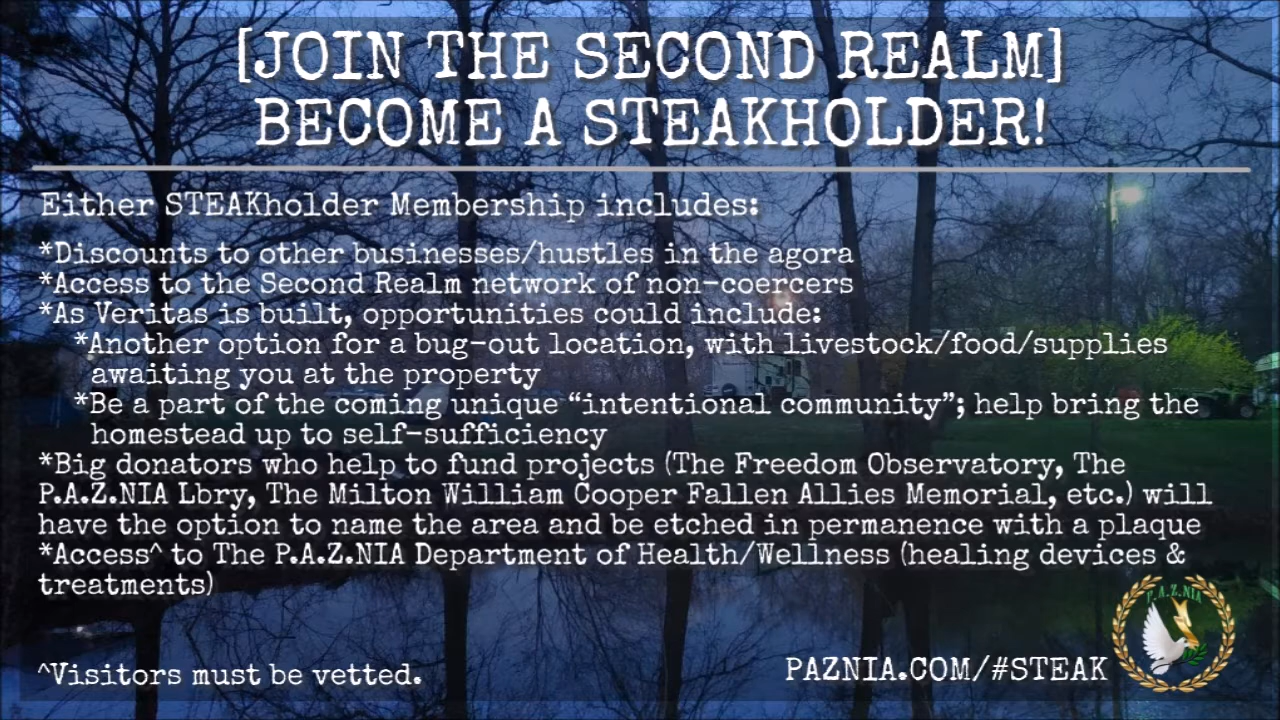 [JOIN THE SECOND REALM]
BECOME A STEAKHOLDER!
Either STEAKholder Membership includes:
*Discounts to other businesses/hustles in the agora
*Access to the Second Realm network of non-coercers
*As Veritas is built, opportunities could include:
*Another option for a bug-out location, with livestock/food/supplies
awaiting you at the property
*Be a part of the coming unique “intentional community”; help bring the
homestead up to self-sufficiency
*Big donators who help to fund projects (The Freedom Observatory, The
P.A.Z.NIA Lbry, The Milton William Cooper Fallen Allies Memorial, etc.) will
have the option to name the area and be etched in permanence with a plaque
*Access^ to The P.A.Z.NIA Department of Health/Wellness (healing devices &
treatments)
P.A.Z.NIA
^Visitors must be vetted.
PAZNIA.COM/#STEAK